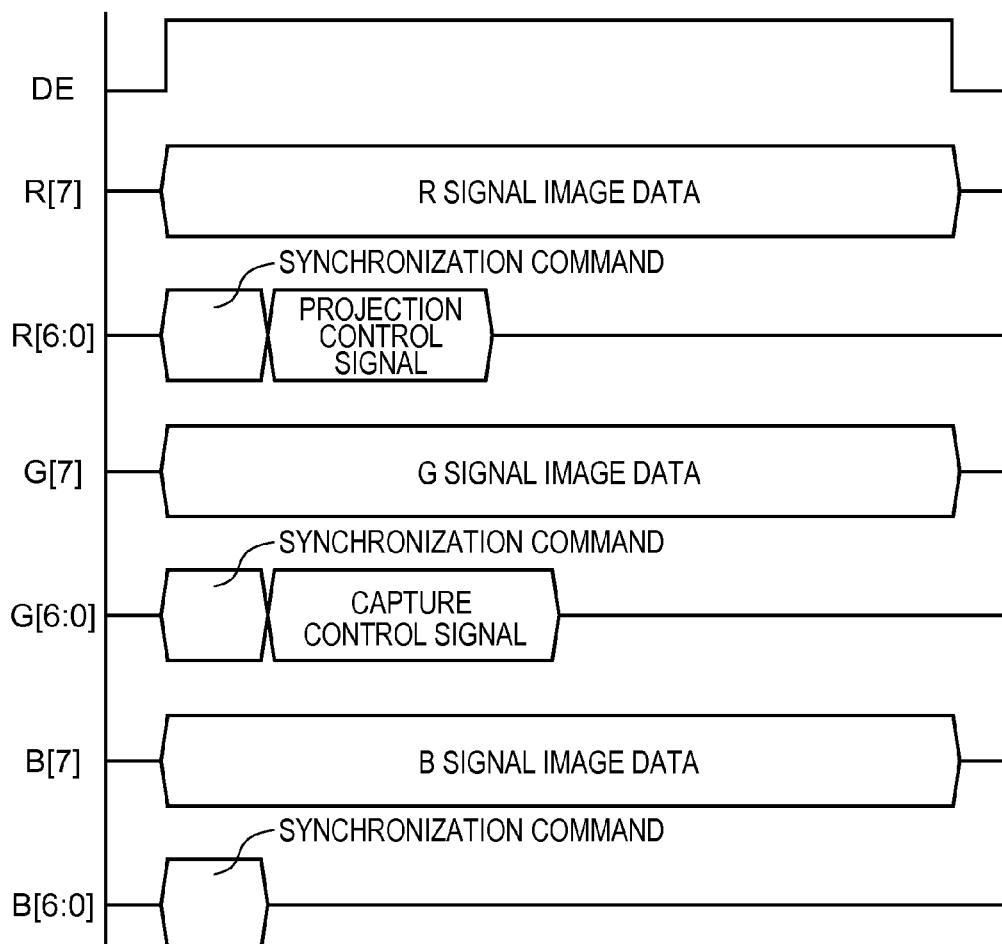 DE
R[7]
R SIGNAL IMAGE DATA
SYNCHRONIZATION COMMAND
R[6:0]
PROJECTION
CONTROL
SIGNAL
G[7]
G SIGNAL IMAGE DATA
SYNCHRONIZATION COMMAND
G[6:0]
CAPTURE
CONTROL SIGNAL
B[7]
B SIGNAL IMAGE DATA
SYNCHRONIZATION COMMAND
B[6:0]